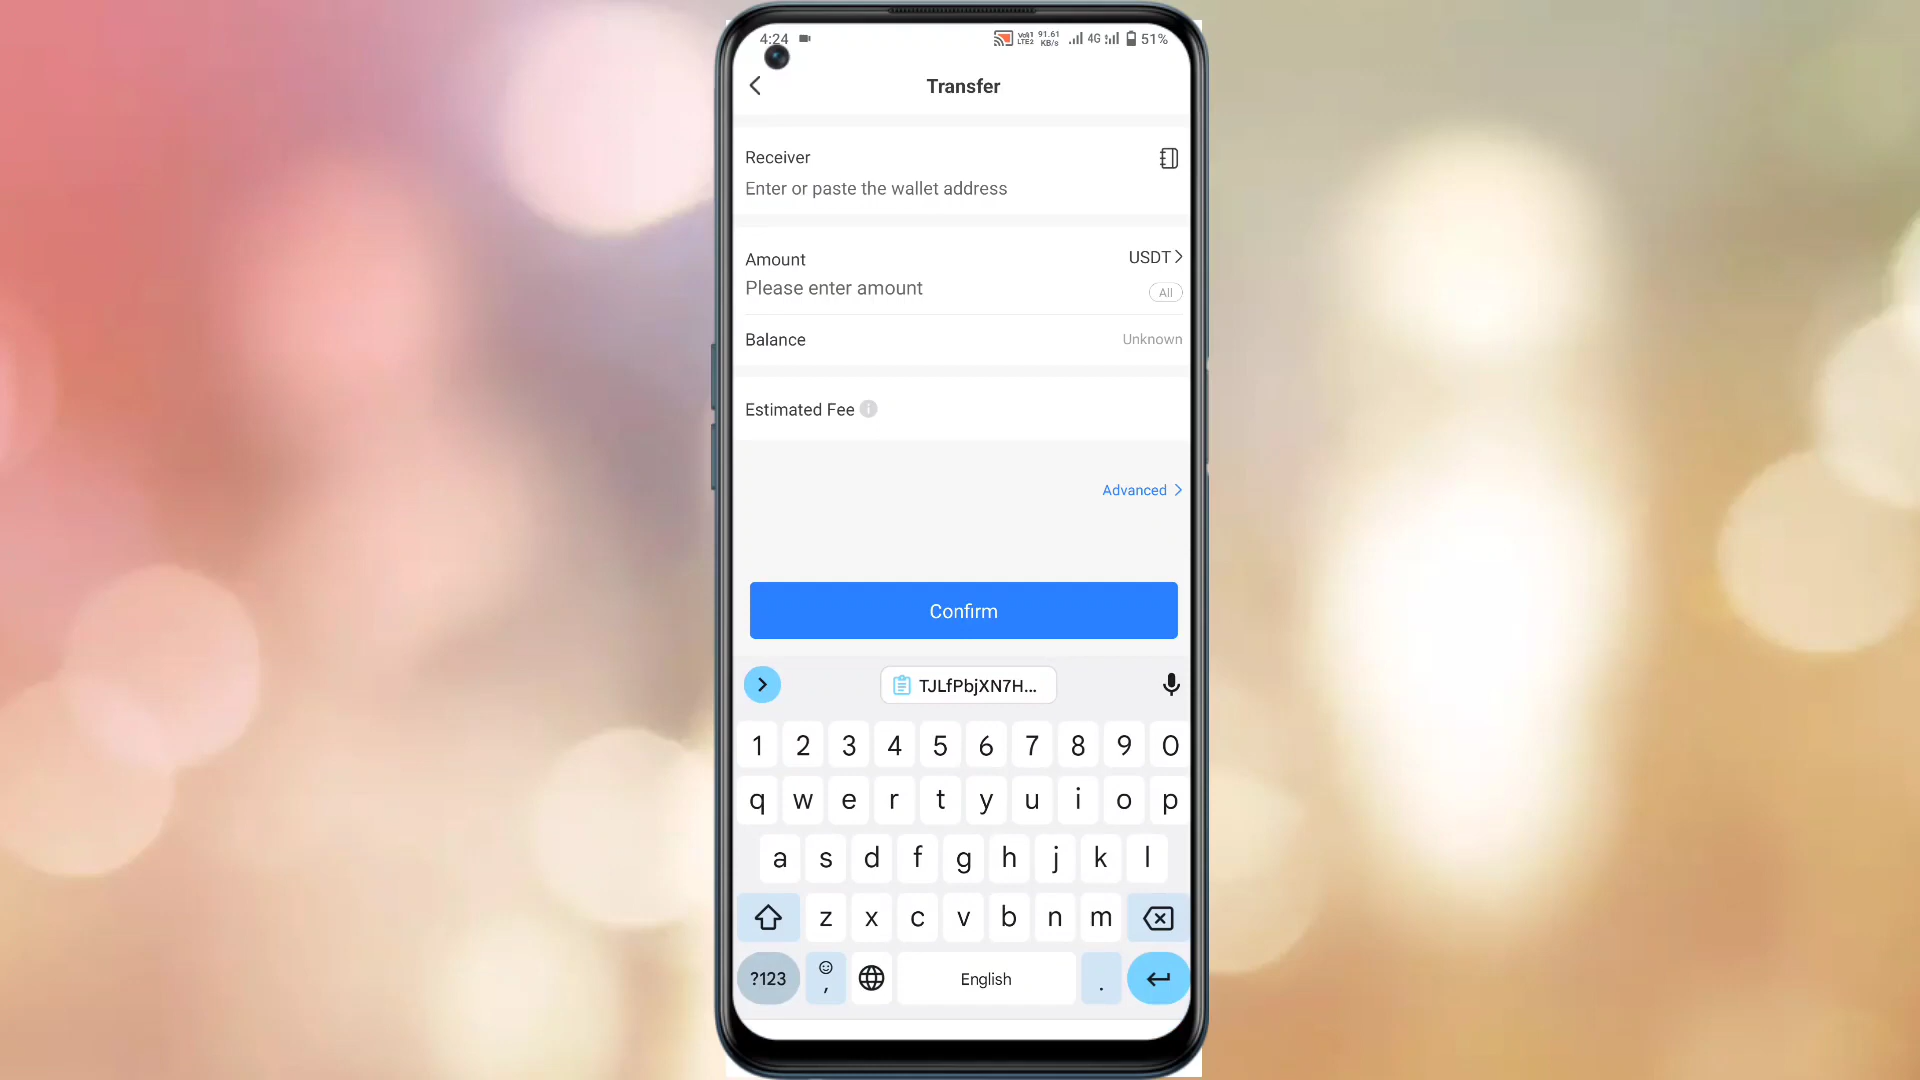 4:24 Vo1 LTE2 91.61 KB/s 4G 51%
Transfer
Receiver
Enter or paste the wallet address
Amount USDT
Please enter amount All
Balance Unknown
Estimated Fee
Advanced
Confirm
TJLfPbjXN7H...
1 2 3 4 5 6 7 8 9 0
q w e r t y u i o p
a s d f g h j k l
z x c v b n m
?123 , English .